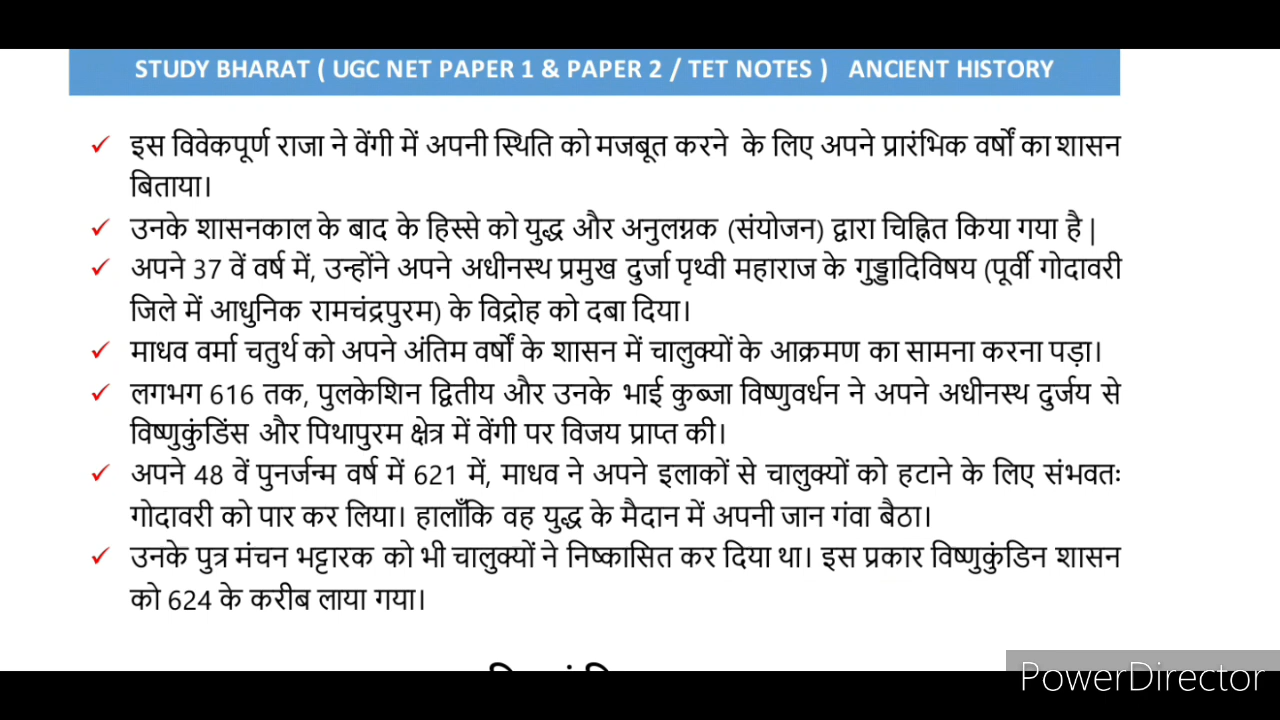 STUDY BHARAT ( UGC NET PAPER 1 & PAPER 2 / TET NOTES ) ANCIENT HISTORY
✓ इस विवेकपूर्ण राजा ने वेंगी में अपनी स्थिति को मजबूत करने के लिए अपने प्रारंभिक वर्षों का शासन
बिताया।
✓ उनके शासनकाल के बाद के हिस्से को युद्ध और अनुलग्नक (संयोजन) द्वारा चिह्नित किया गया है |
✓ अपने 37 वें वर्ष में, उन्होंने अपने अधीनस्थ प्रमुख दुर्जा पृथ्वी महाराज के गुड्डादिविषय (पूर्वी गोदावरी
जिले में आधुनिक रामचंद्रपुरम) के विद्रोह को दबा दिया।
✓ माधव वर्मा चतुर्थ को अपने अंतिम वर्षों के शासन में चालुक्यों के आक्रमण का सामना करना पड़ा।
✓ लगभग 616 तक, पुलकेशिन द्वितीय और उनके भाई कुब्जा विष्णुवर्धन ने अपने अधीनस्थ दुर्जय से
विष्णुकुंडिंस और पिथापुरम क्षेत्र में वेंगी पर विजय प्राप्त की।
✓ अपने 48 वें पुनर्जन्म वर्ष में 621 में, माधव ने अपने इलाकों से चालुक्यों को हटाने के लिए संभवतः
गोदावरी को पार कर लिया। हालाँकि वह युद्ध के मैदान में अपनी जान गंवा बैठा।
✓ उनके पुत्र मंचन भट्टारक को भी चालुक्यों ने निष्कासित कर दिया था। इस प्रकार विष्णुकुंडिन शासन
को 624 के करीब लाया गया।
PowerDirector